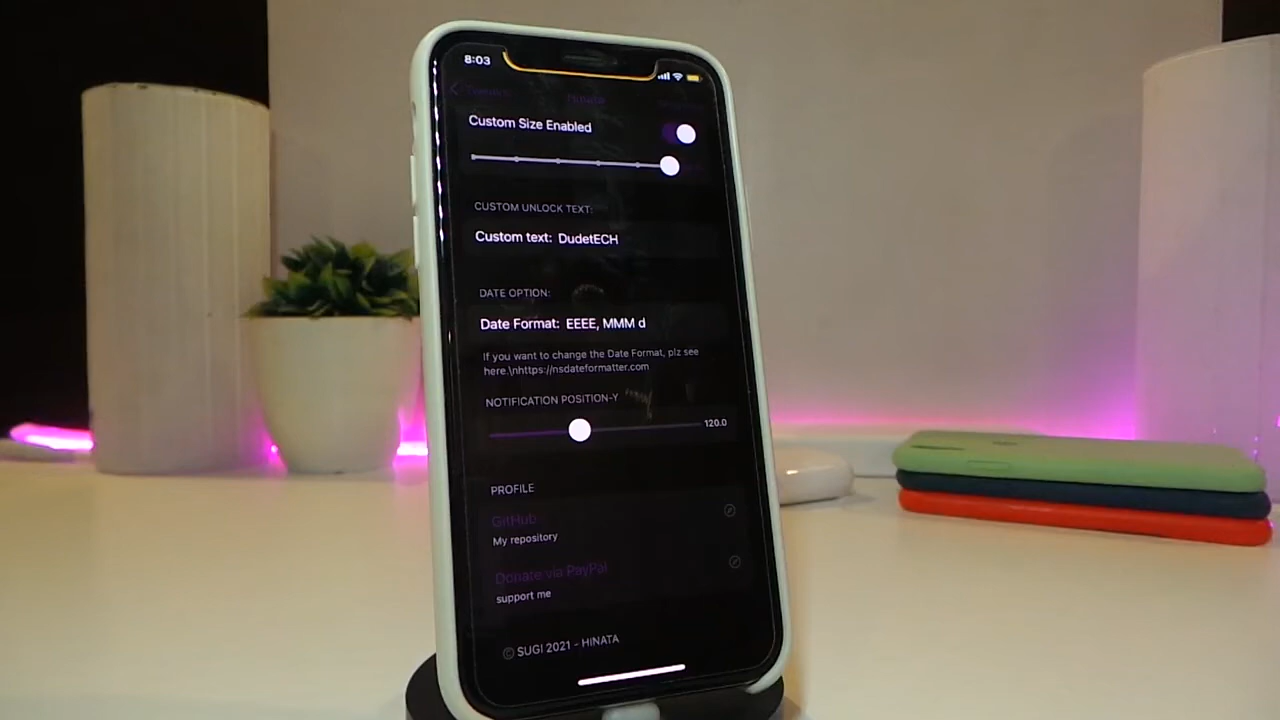 8:03
Tweaks
Hinata
Custom Size Enabled
CUSTOM UNLOCK TEXT:
Custom text: DudetECH
DATE OPTION:
Date Format: EEEE, MMM d
If you want to change the Date Format, plz see
here.\nhttps://nsdateformatter.com
NOTIFICATION POSITION-Y
120.0
PROFILE
GitHub
My repository
Donate via PayPal
support me
© SUGI 2021 - HINATA